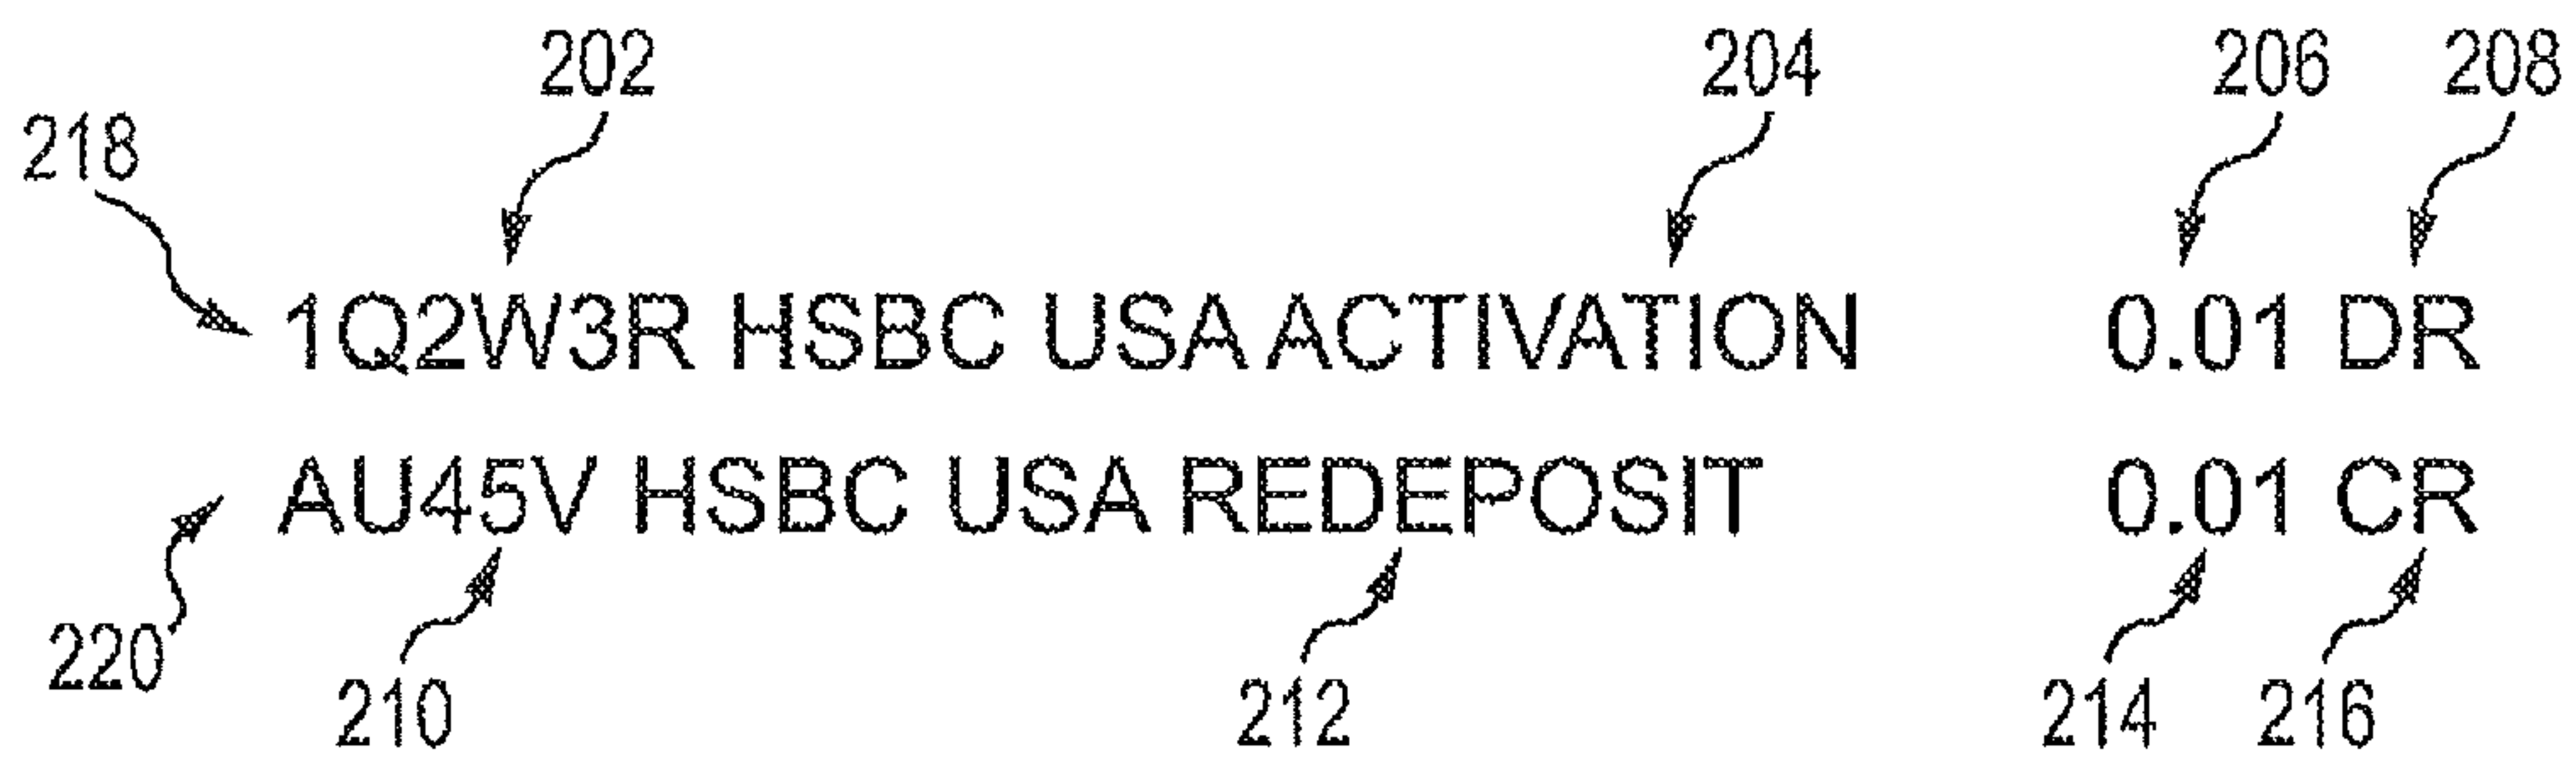 202 204 206 208
218
1Q2W3R HSBC USA ACTIVATION 0.01 DR
AU45V HSBC USA REDEPOSIT 0.01 CR
220
210 212 214 216